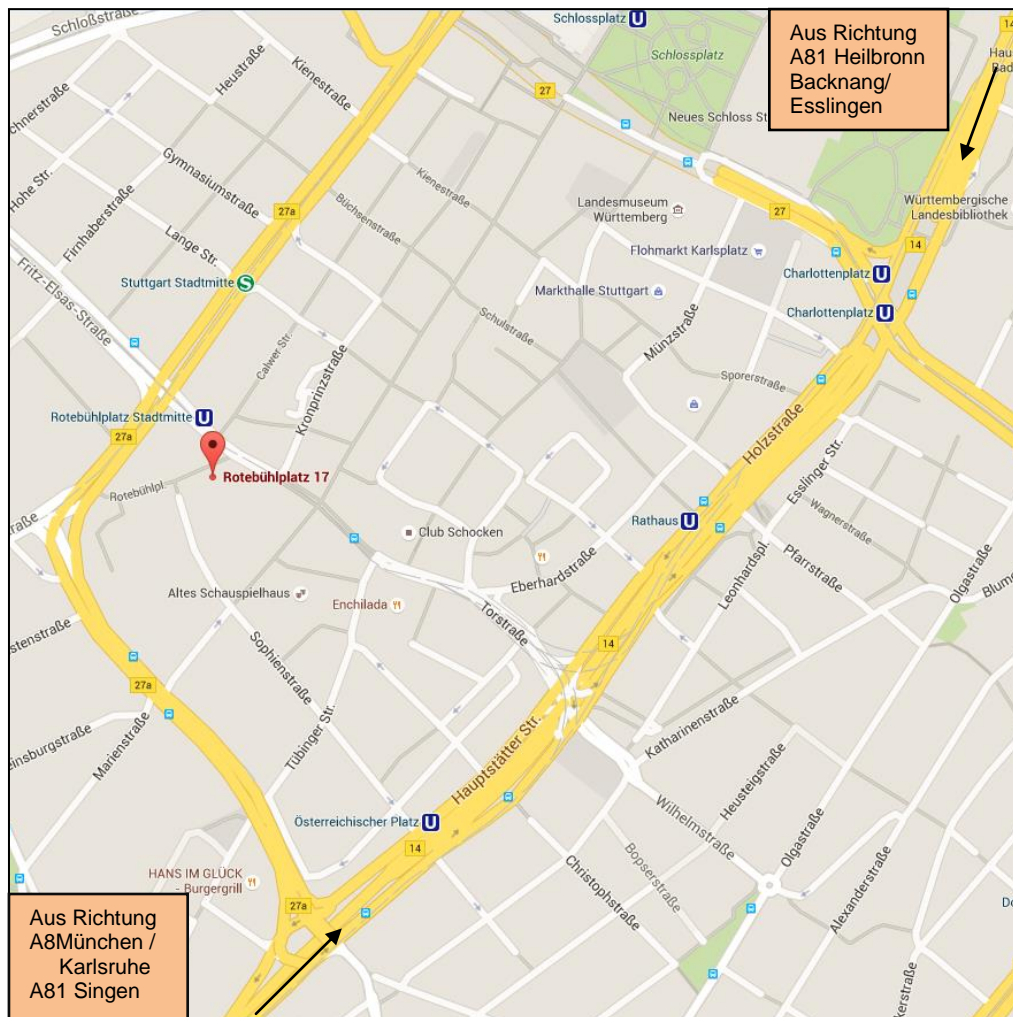 Schloßstraße
Schlossplatz
Schlossplatz
14
Aus Richtung
A81 Heilbronn
Backnang/
Esslingen
Heustraße
Kienestraße
27
Neues Schloss
Hohe Str.
Gymnasiumstraße
Kienestraße
Firnhaberstraße
27a
Büchsenstraße
Landesmuseum
Württemberg
27
Württembergische
Landesbibliothek
Lange Str.
Flohmarkt Karlsplatz
14
Fritz-Elsas-Straße
Stuttgart Stadtmitte
S
Markthalle Stuttgart
Charlottenplatz
U
Charlottenplatz
U
Schulstraße
Münzstraße
Calwer Str.
Kronprinzstraße
Sporerstraße
Rotebühlplatz Stadtmitte
U
27a
Holzstraße
Rotebühlplatz 17
Rotebühlpl.
Esslinger Str.
Wagnerstraße
Rathaus
U
Club Schocken
Pfarrstraße
Olgastraße
Leonhardspl.
Eberhardstraße
Altes Schauspielhaus
Enchilada
Torstraße
Sophienstraße
14
27a
Marienstraße
Tübinger Str.
Katharinenstraße
Hauptstätter Str.
Heusteigstraße
Wilhelmstraße
Österreichischer Platz
U
14
Olgastraße
Bopserstraße
Christophstraße
Alexanderstraße
HANS IM GLÜCK
- Burgergrill
27a
Aus Richtung
A8München /
Karlsruhe
A81 Singen